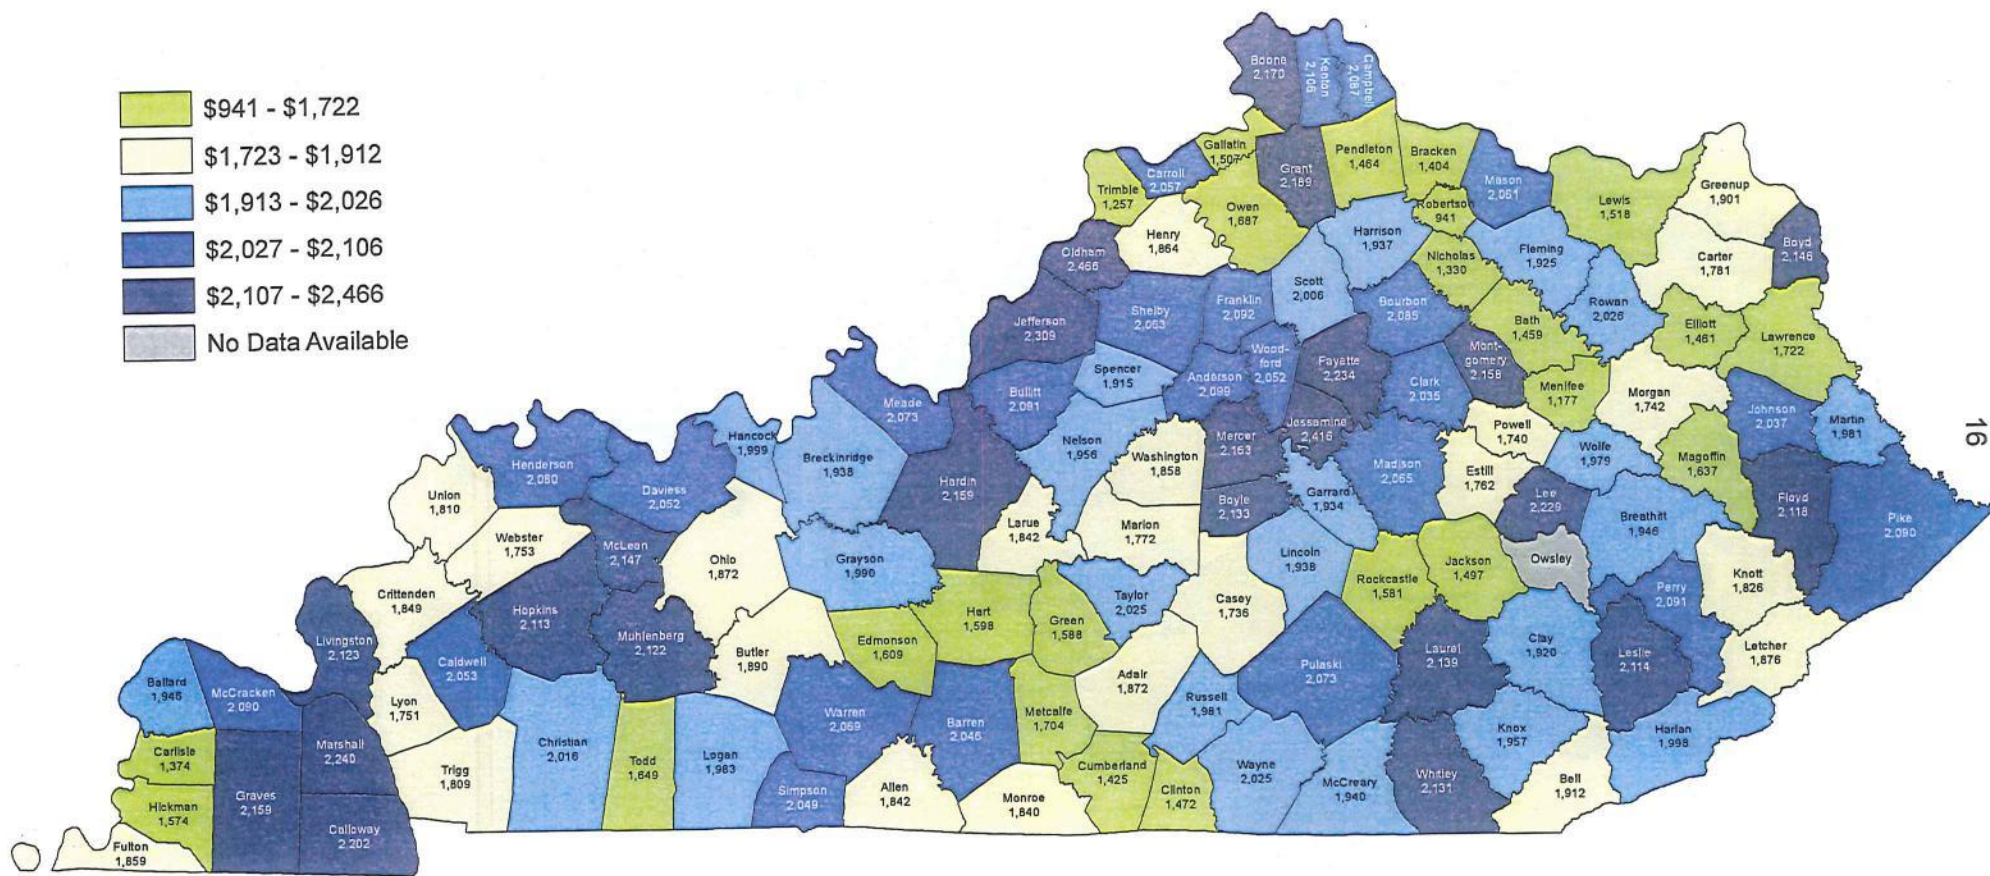 $941 - $1,722
$1,723 - $1,912
$1,913 - $2,026
$2,027 - $2,106
$2,107 - $2,466
No Data Available
Boone
2,170
Kenton
2,106
Campbell
2,087
Gallatin
1,507
Grant
2,189
Pendleton
1,464
Bracken
1,404
Mason
2,051
Lewis
1,518
Greenup
1,901
Carroll
2,057
Trimble
1,257
Owen
1,687
Robertson
941
Henry
1,864
Harrison
1,937
Fleming
1,925
Carter
1,781
Boyd
2,146
Oldham
2,466
Nicholas
1,330
Scott
2,006
Rowan
2,026
Shelby
2,053
Franklin
2,092
Bourbon
2,085
Bath
1,459
Elliott
1,461
Lawrence
1,722
Jefferson
2,309
Wood-
ford
2,052
Fayette
2,234
Mont-
gomery
2,158
Spencer
1,915
Anderson
2,099
Clark
2,035
Menifee
1,177
Morgan
1,742
Bullitt
2,091
Meade
2,073
Johnson
2,037
Martin
1,981
16
Jessamine
2,416
Powell
1,740
Hancock
1,999
Nelson
1,956
Mercer
2,163
Wolfe
1,979
Magoffin
1,637
Breckinridge
1,938
Washington
1,858
Madison
2,065
Estill
1,762
Henderson
2,080
Hardin
2,159
Garrard
1,934
Lee
2,229
Floyd
2,118
Daviess
2,052
Boyle
2,133
Union
1,810
Breathitt
1,946
Pike
2,090
Larue
1,842
Marion
1,772
Webster
1,753
McLean
2,147
Ohio
1,872
Grayson
1,990
Lincoln
1,938
Rockcastle
1,581
Jackson
1,497
Owsley
Knott
1,826
Perry
2,091
Crittenden
1,849
Hopkins
2,113
Taylor
2,025
Casey
1,736
Hart
1,598
Green
1,588
Livingston
2,123
Muhlenberg
2,122
Butler
1,890
Edmonson
1,609
Clay
1,920
Leslie
2,114
Letcher
1,876
Laurel
2,139
Caldwell
2,053
Pulaski
2,073
Adair
1,872
Ballard
1,946
McCracken
2,090
Lyon
1,751
Russell
1,981
Warren
2,069
Barren
2,046
Metcalfe
1,704
Knox
1,957
Harlan
1,998
Carlisle
1,374
Marshall
2,240
Christian
2,016
Todd
1,649
Logan
1,983
Trigg
1,809
Cumberland
1,425
Wayne
2,025
McCreary
1,940
Whitley
2,131
Bell
1,912
Hickman
1,574
Graves
2,159
Simpson
2,049
Allen
1,842
Monroe
1,840
Clinton
1,472
Calloway
2,202
Fulton
1,859